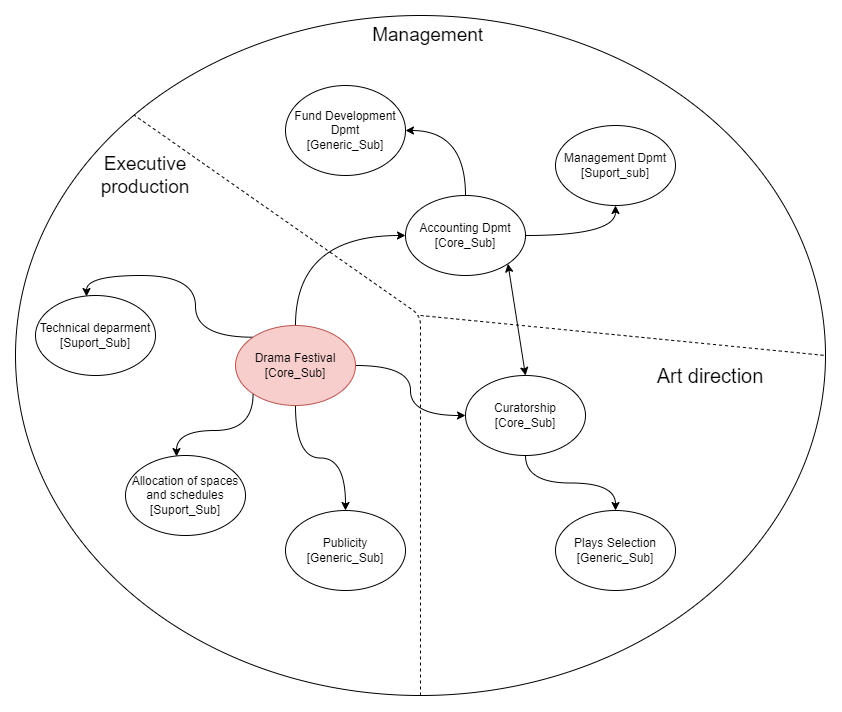 Management
Fund Development
Dpmt
[Generic_Sub]
Management Dpmt
[Suport_sub]
Executive
production
Accounting Dpmt
[Core_Sub]
Technical deparment
[Suport_Sub]
Drama Festival
[Core_Sub]
Art direction
Curatorship
[Core_Sub]
Allocation of spaces
and schedules
[Suport_Sub]
Publicity
[Generic_Sub]
Plays Selection
[Generic_Sub]